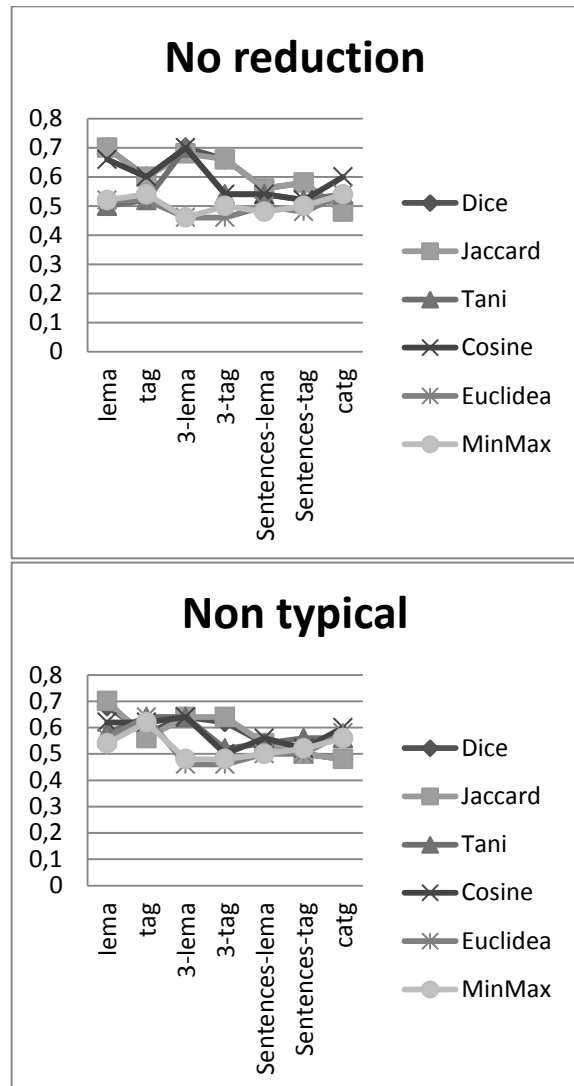 No reduction
0,8
0,7
0,6
0,5
0,4
0,3
0,2
0,1
0
lema
tag
3-lema
3-tag
Sentences-lema
Sentences-tag
catg
Dice
Jaccard
Tani
Cosine
Euclidea
MinMax
Non typical
0,8
0,7
0,6
0,5
0,4
0,3
0,2
0,1
0
lema
tag
3-lema
3-tag
Sentences-lema
Sentences-tag
catg
Dice
Jaccard
Tani
Cosine
Euclidea
MinMax